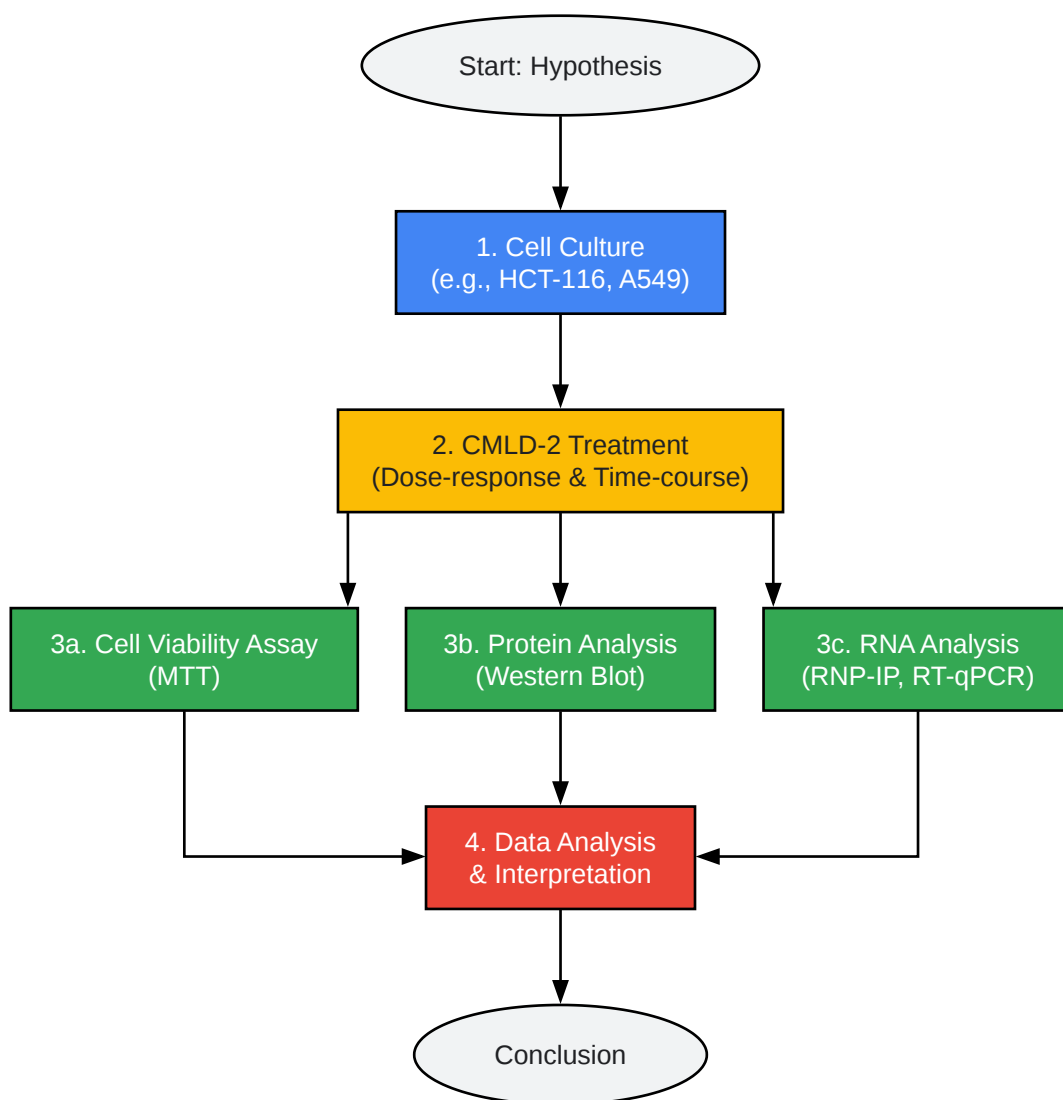 Start: Hypothesis
1. Cell Culture
(e.g., HCT-116, A549)
2. CMLD-2 Treatment
(Dose-response & Time-course)
3a. Cell Viability Assay
(MTT)
3b. Protein Analysis
(Western Blot)
3c. RNA Analysis
(RNP-IP, RT-qPCR)
4. Data Analysis
& Interpretation
Conclusion